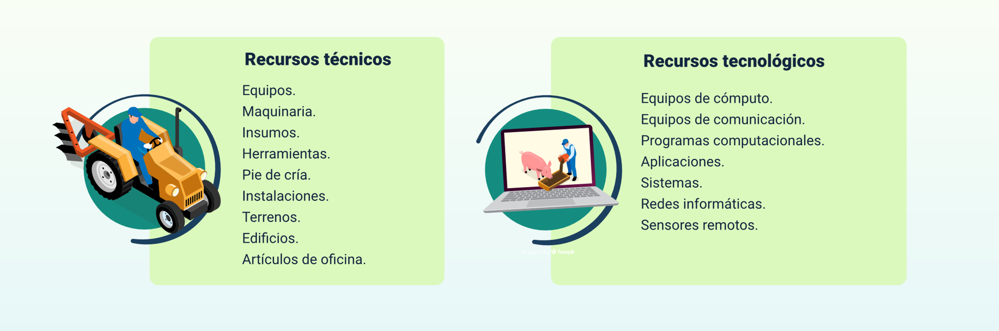 Recursos técnicos
Equipos.
Maquinaria.
Insumos.
Herramientas.
Pie de cría.
Instalaciones.
Terrenos.
Edificios.
Artículos de oficina.
Recursos tecnológicos
Equipos de cómputo.
Equipos de comunicación.
Programas computacionales.
Aplicaciones.
Sistemas.
Redes informáticas.
Sensores remotos.
designed by freepik